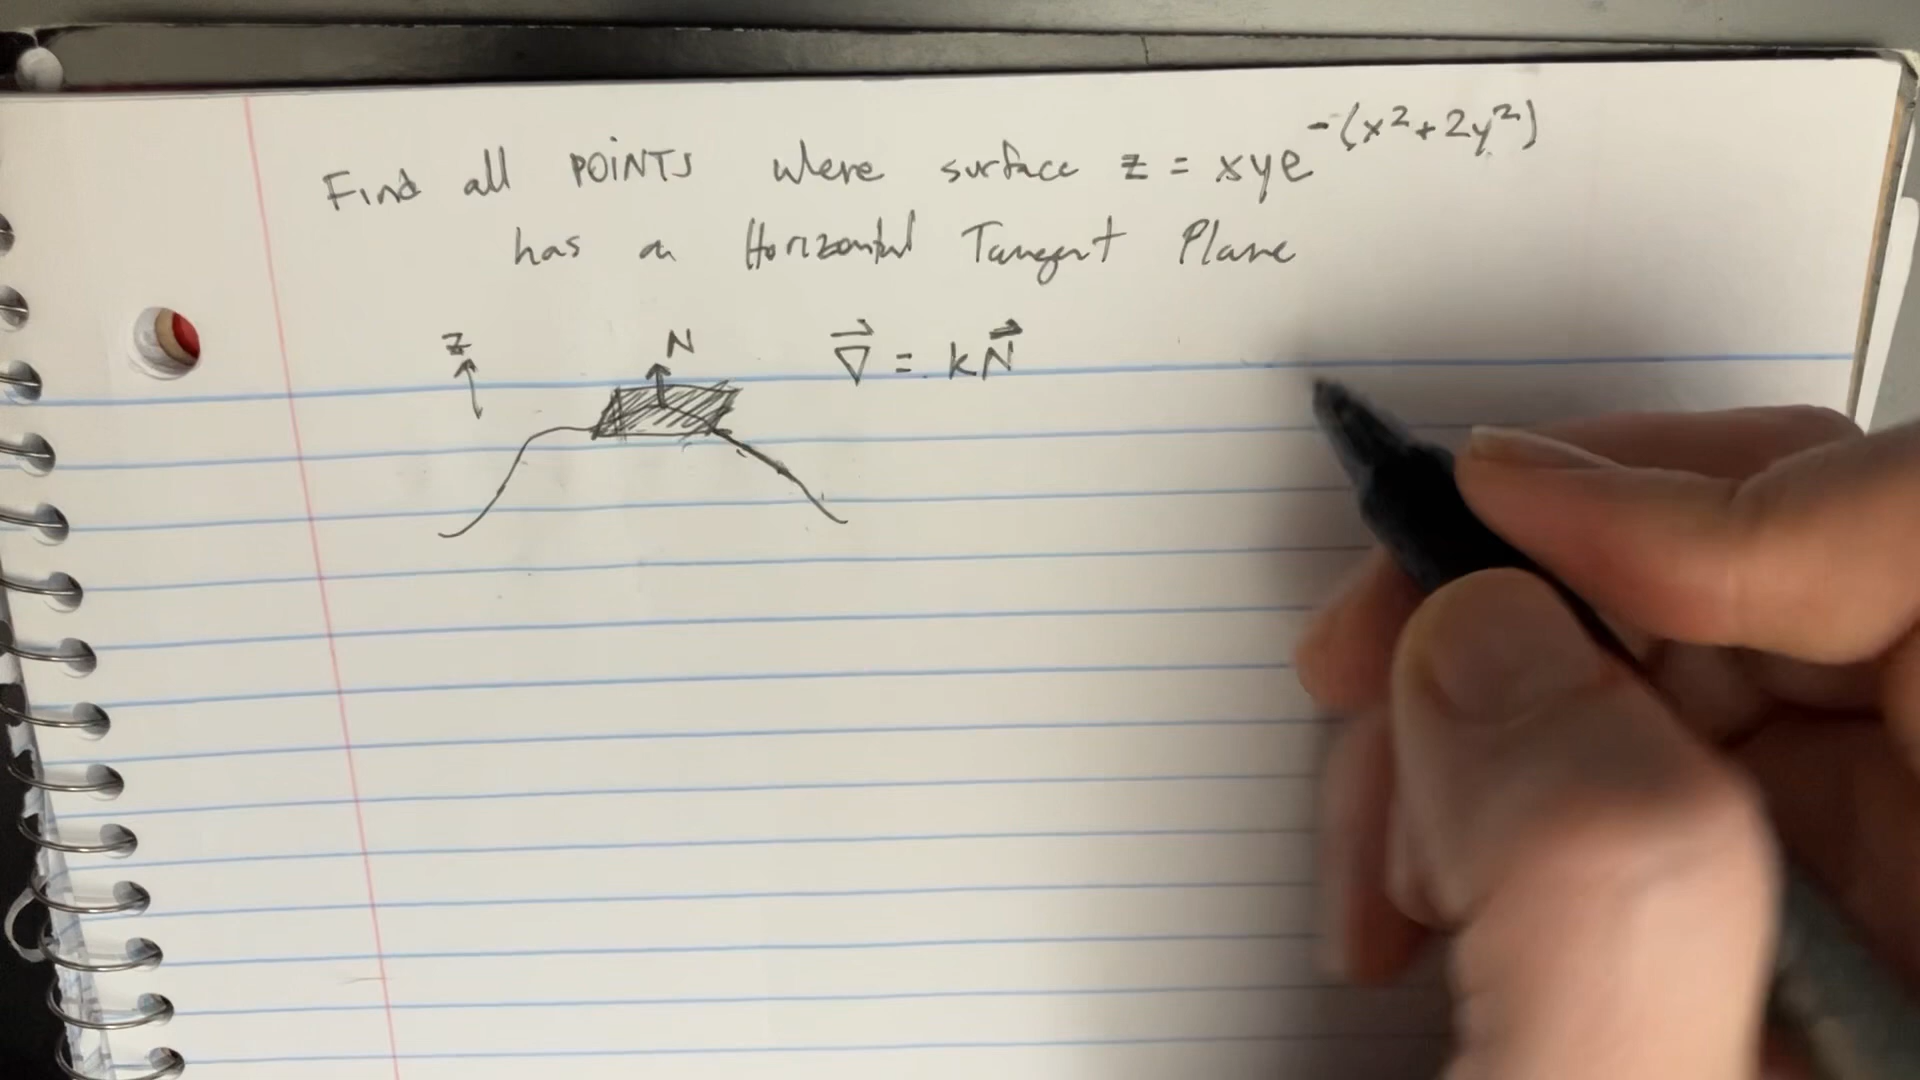 Find all POINTS where surface z = xye^-(x²+2y²)
has a Horizontal Tangent Plane
z N ∇⃗ = kN⃗